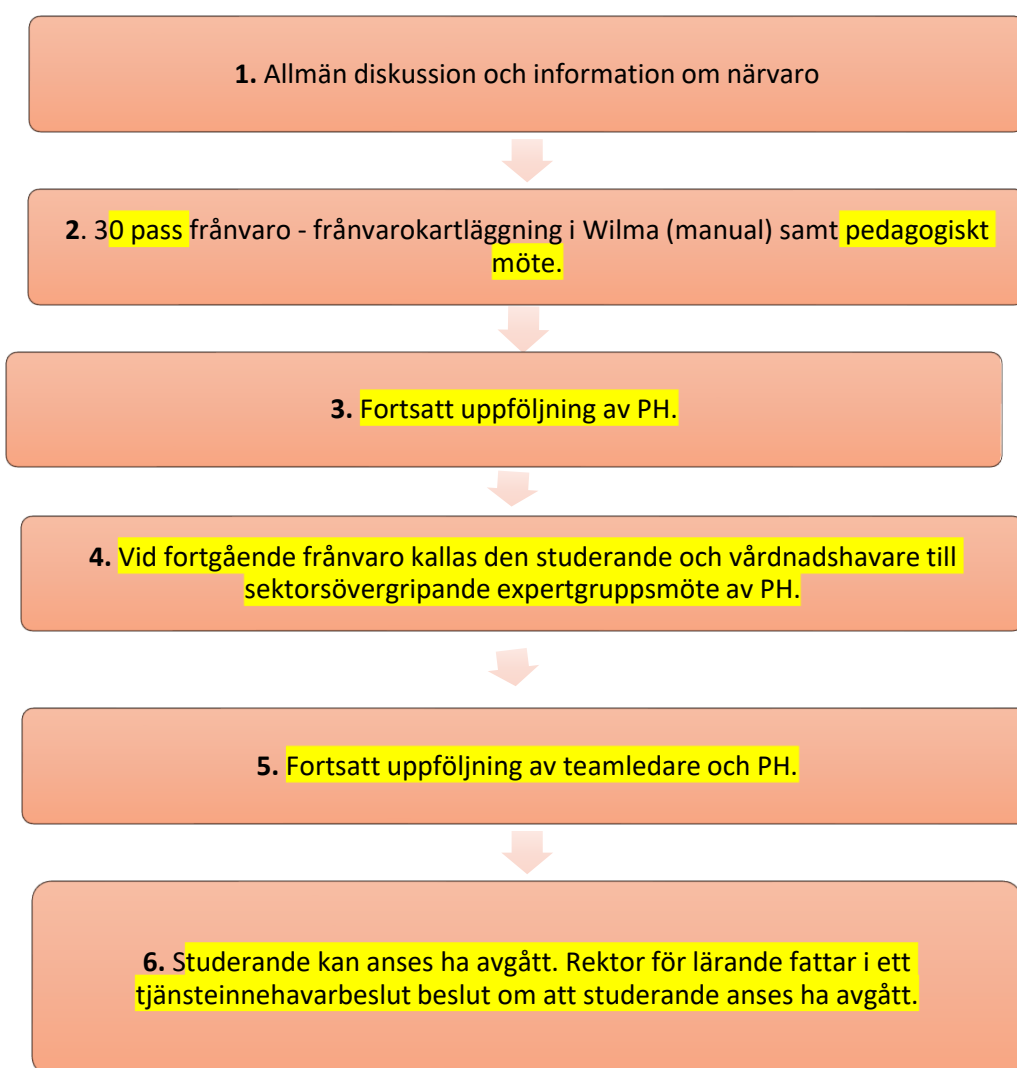 1. Allmän diskussion och information om närvaro
2. 30 pass frånvaro - frånvarokartläggning i Wilma (manual) samt pedagogiskt
möte.
3. Fortsatt uppföljning av PH.
4. Vid fortgående frånvaro kallas den studerande och vårdnadshavare till
sektorsövergripande expertgruppsmöte av PH.
5. Fortsatt uppföljning av teamledare och PH.
6. Studerande kan anses ha avgått. Rektor för lärande fattar i ett
tjänsteinnehavarbeslut beslut om att studerande anses ha avgått.